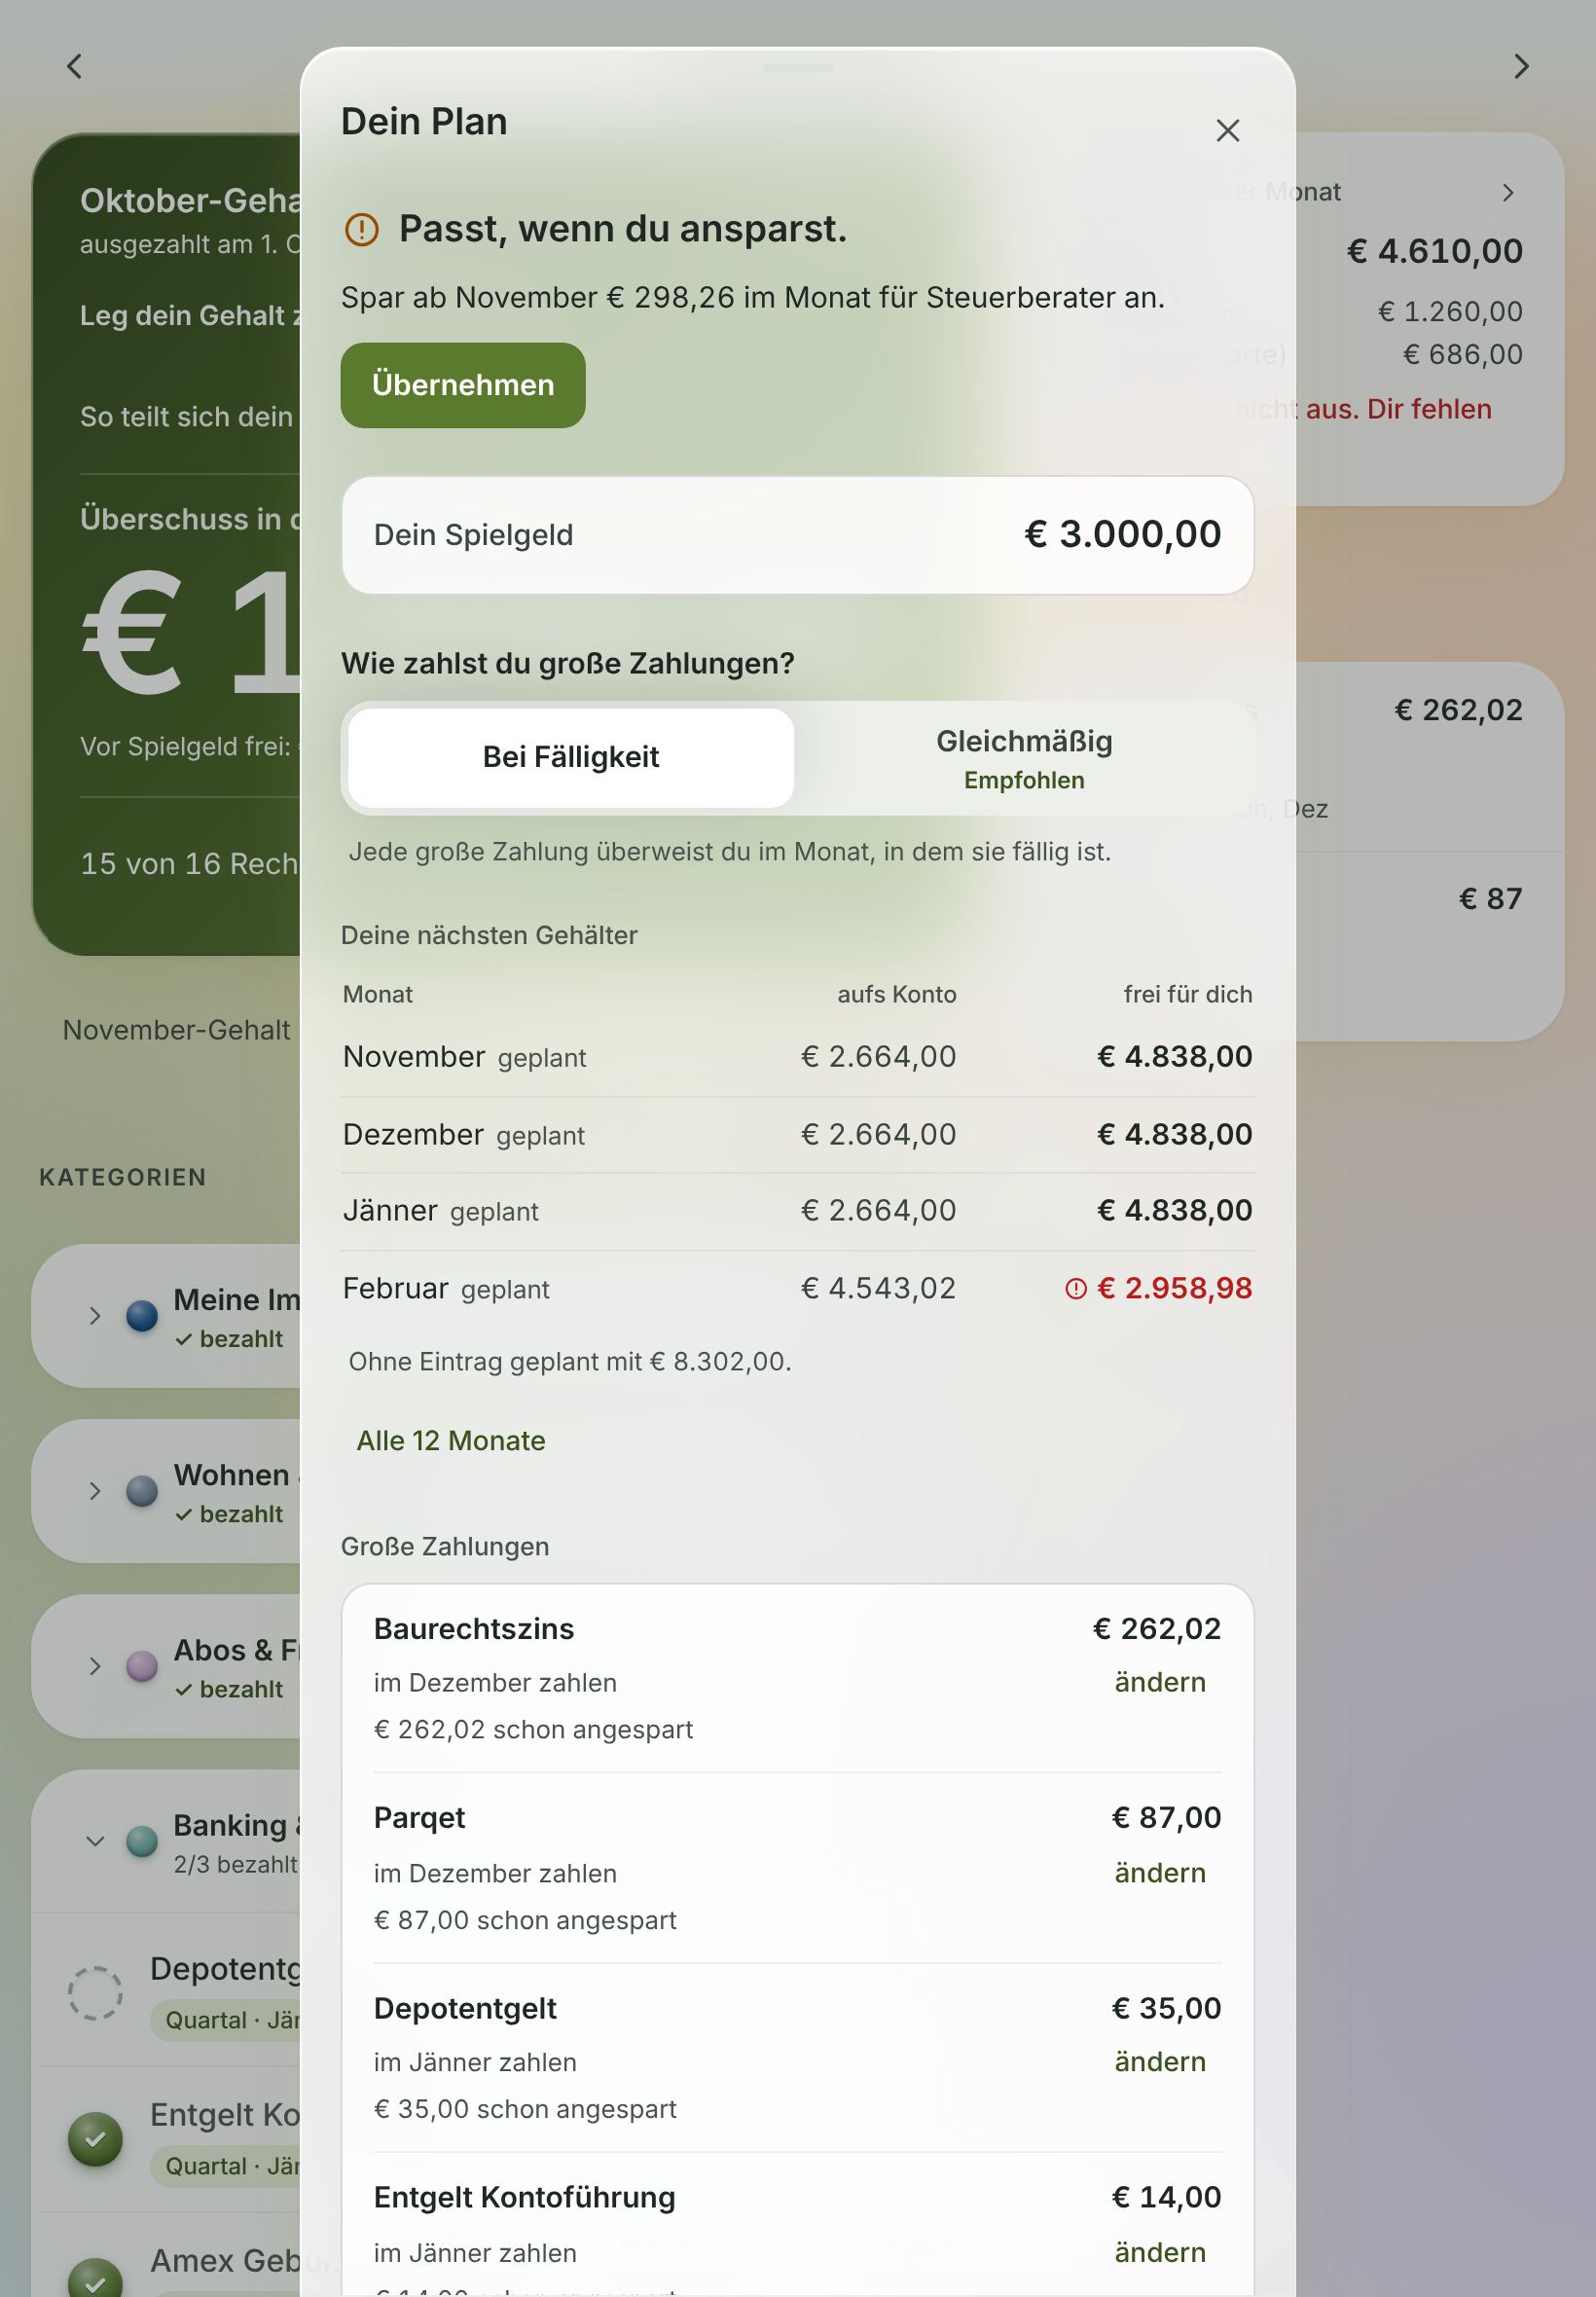 Dein Plan
Passt, wenn du ansparst.
Spar ab November € 298,26 im Monat für Steuerberater an.
Übernehmen
Dein Spielgeld € 3.000,00
Wie zahlst du große Zahlungen?
Bei Fälligkeit
Gleichmäßig
Empfohlen
Jede große Zahlung überweist du im Monat, in dem sie fällig ist.
Deine nächsten Gehälter
Monat aufs Konto frei für dich
November geplant € 2.664,00 € 4.838,00
Dezember geplant € 2.664,00 € 4.838,00
Jänner geplant € 2.664,00 € 4.838,00
Februar geplant € 4.543,02 € 2.958,98
Ohne Eintrag geplant mit € 8.302,00.
Alle 12 Monate
Große Zahlungen
Baurechtszins € 262,02
im Dezember zahlen ändern
€ 262,02 schon angespart
Parqet € 87,00
im Dezember zahlen ändern
€ 87,00 schon angespart
Depotentgelt € 35,00
im Jänner zahlen ändern
€ 35,00 schon angespart
Entgelt Kontoführung € 14,00
im Jänner zahlen ändern
€ 14,00 schon angespart
Oktober-Geha
ausgezahlt am 1. O
Leg dein Gehalt z
So teilt sich dein
Überschuss in d
€ 1
Vor Spielgeld frei:
15 von 16 Rech
November-Gehalt
KATEGORIEN
Meine Im
✓ bezahlt
Wohnen
✓ bezahlt
Abos & Fr
✓ bezahlt
Banking &
2/3 bezahlt
Depotentg
Quartal · Jän
Entgelt Ko
Quartal · Jän
Amex Gebür
Monat
€ 4.610,00
€ 1.260,00
arte) € 686,00
nicht aus. Dir fehlen
€ 262,02
Dez
€ 87